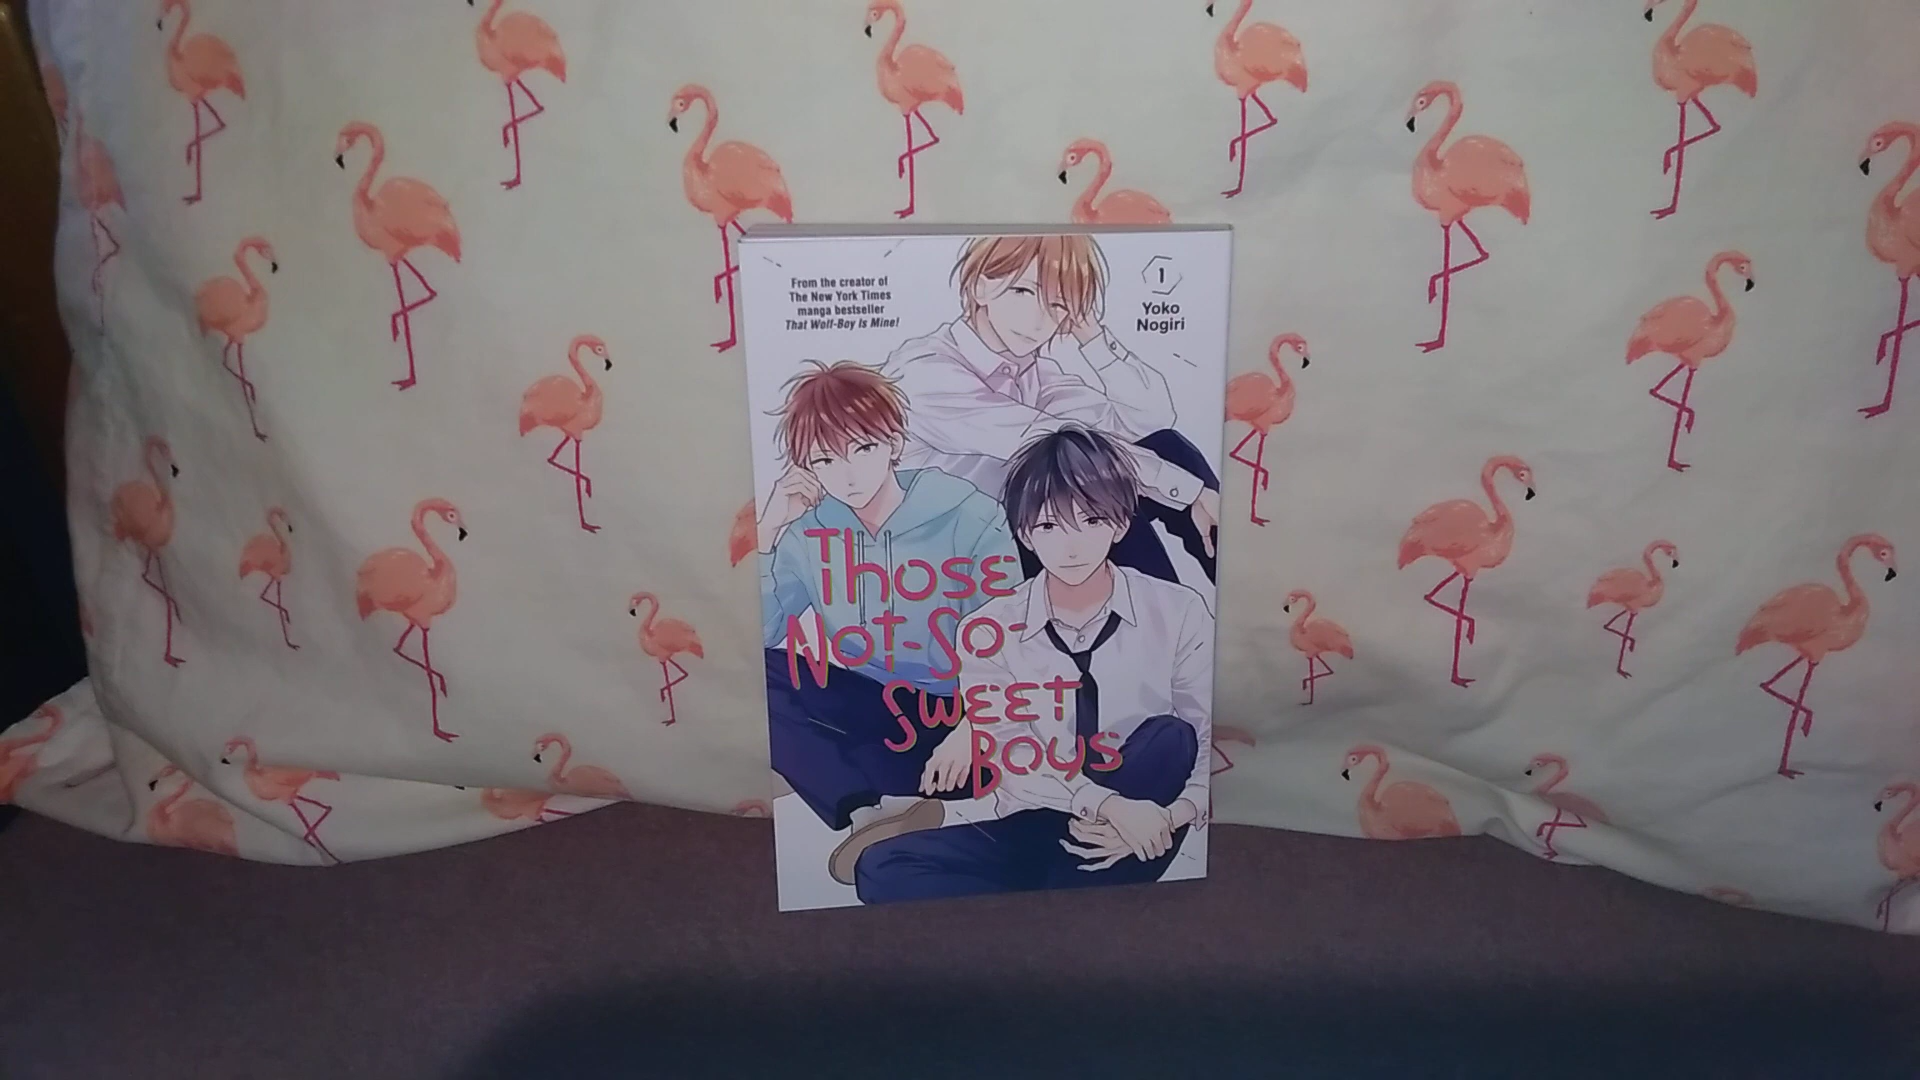 From the creator of
The New York Times
manga bestseller
That Wolf-Boy Is Mine!
1
Yoko
Nogiri
Those
Not-So-
Sweet
Boys